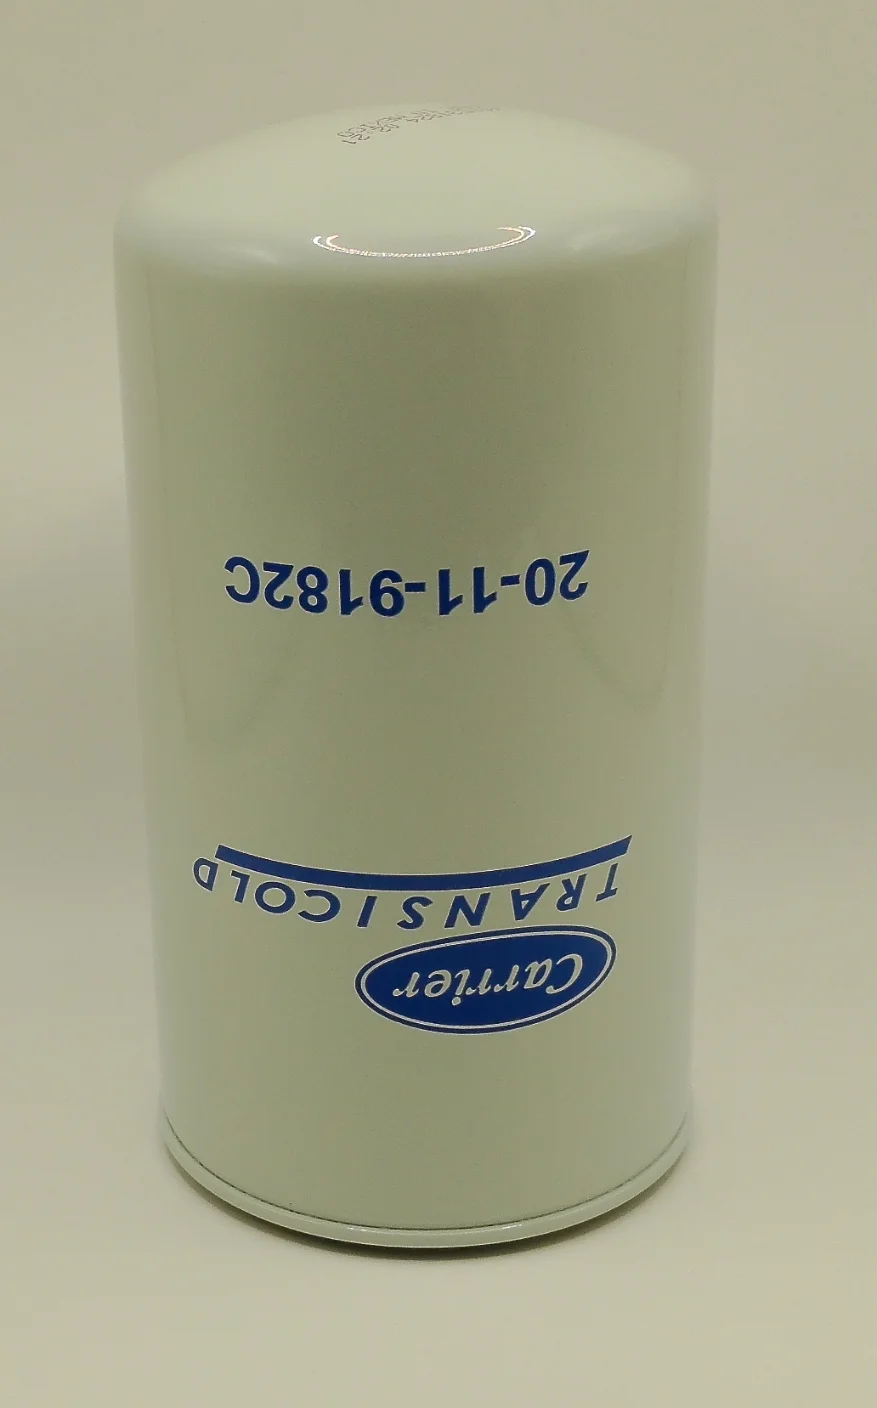 Carrier
TRANSICOLD
20-11-9182C